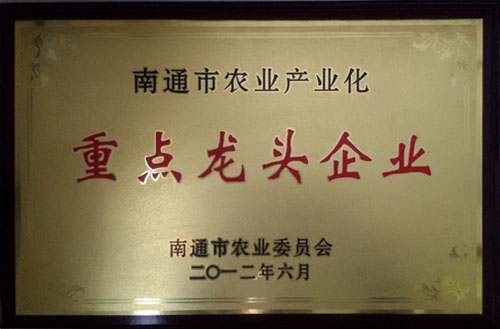 南通市农业产业化
重点龙头企业
南通市农业委员会
二〇一二年六月